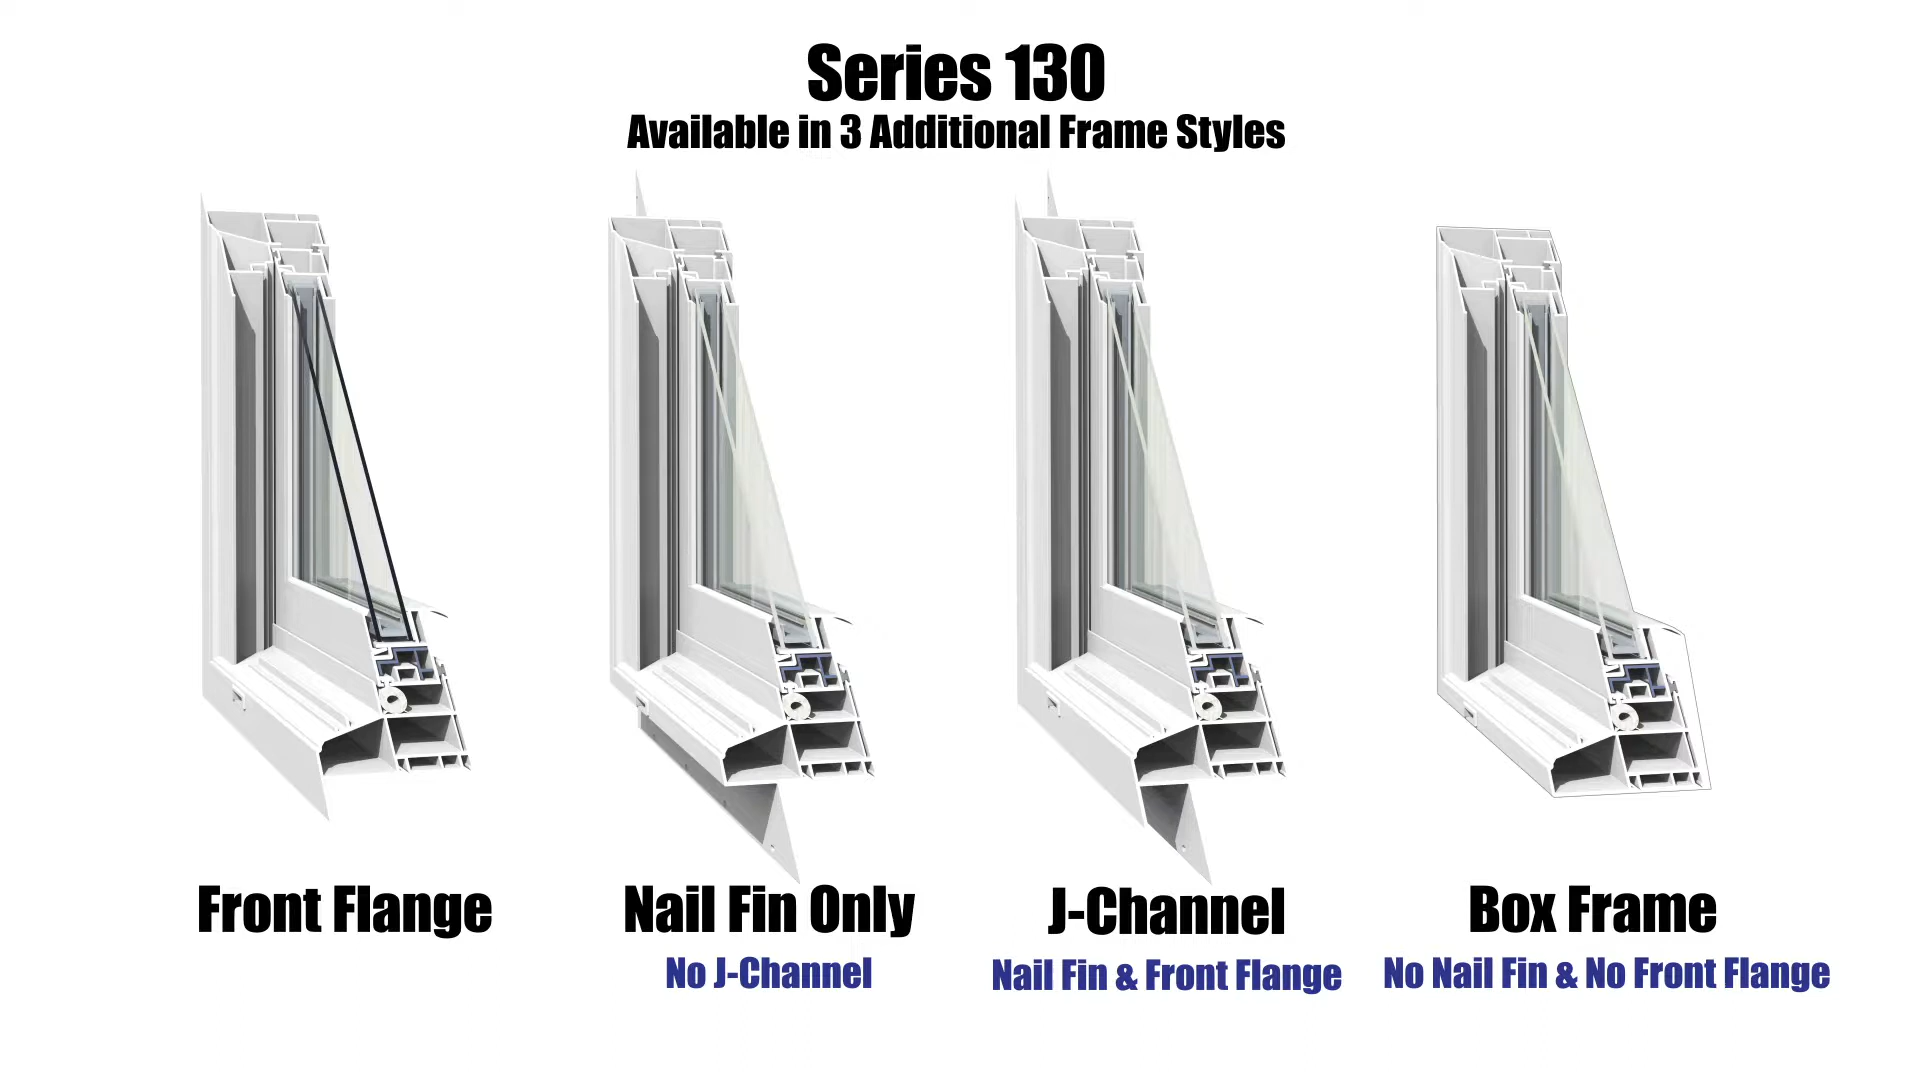 Series 130
Available in 3 Additional Frame Styles
Front Flange
Nail Fin Only
No J-Channel
J-Channel
Nail Fin & Front Flange
Box Frame
No Nail Fin & No Front Flange